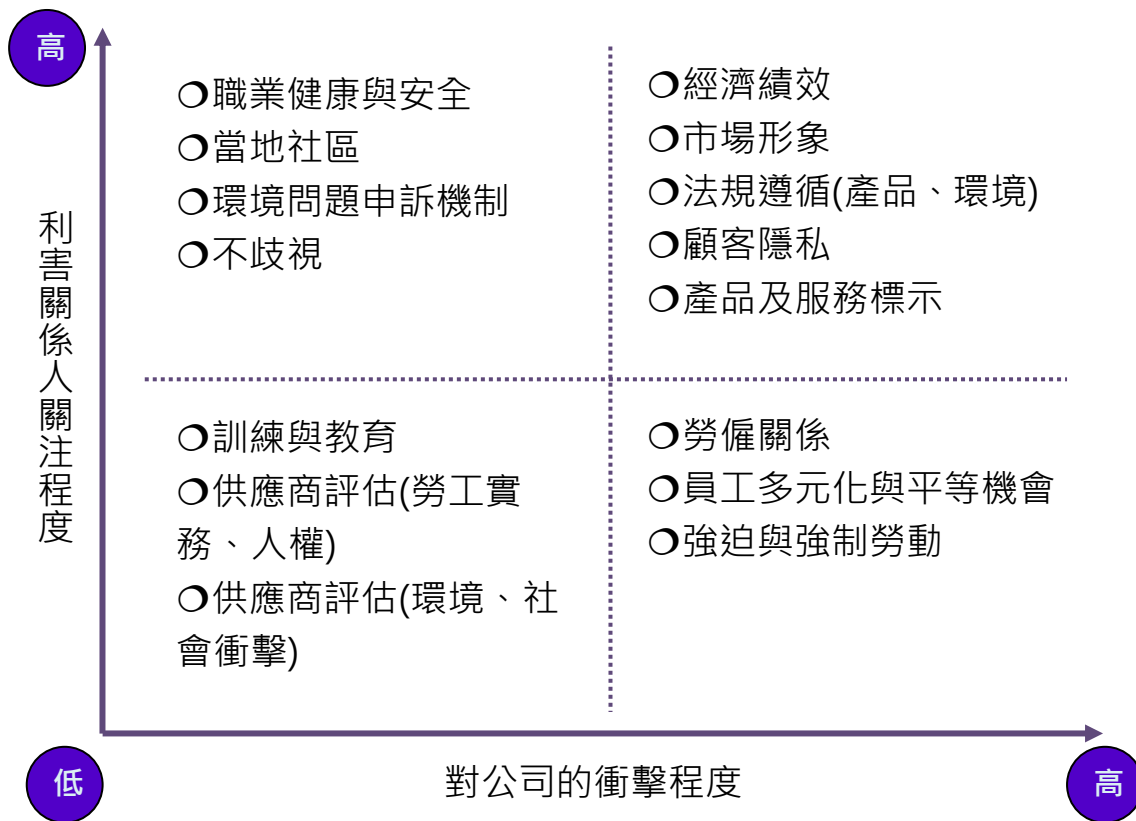 高
❍職業健康與安全
❍當地社區
❍環境問題申訴機制
❍不歧視
❍經濟績效
❍市場形象
❍法規遵循(產品、環境)
❍顧客隱私
❍產品及服務標示
利害關係人關注程度
❍訓練與教育
❍供應商評估(勞工實
務、人權)
❍供應商評估(環境、社
會衝擊)
❍勞僱關係
❍員工多元化與平等機會
❍強迫與強制勞動
低
對公司的衝擊程度
高